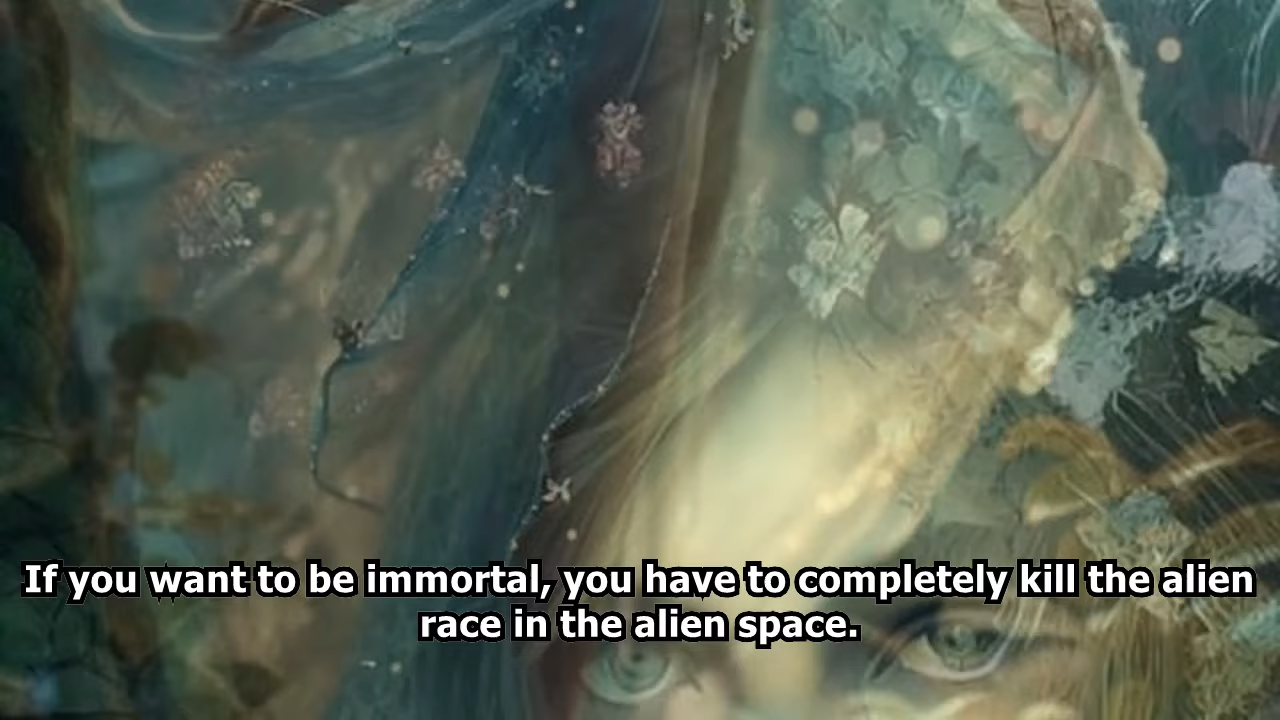 If you want to be immortal, you have to completely kill the alien
race in the alien space.